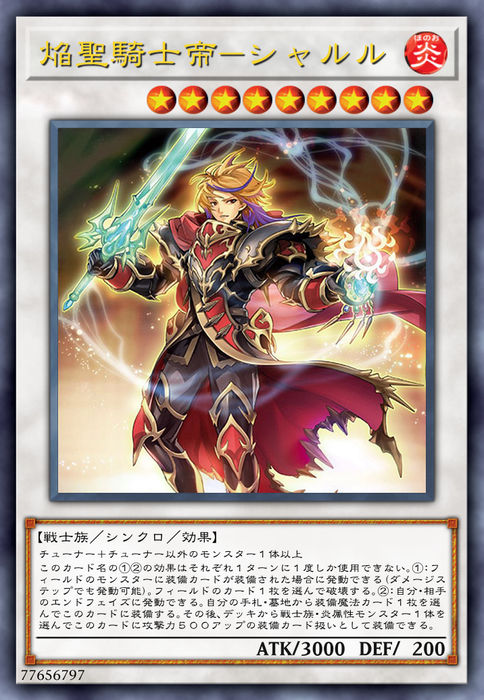 焔聖騎士帝－シャルル
ほのお
炎
【戦士族／シンクロ／効果】
チューナー＋チューナー以外のモンスター１体以上
このカード名の①②の効果はそれぞれ１ターンに１度しか使用できない。①：フ
ィールドのモンスターに装備カードが装備された場合に発動できる(ダメージス
テップでも発動可能)。フィールドのカード１枚を選んで破壊する。②：自分・相手
のエンドフェイズに発動できる。自分の手札・墓地から装備魔法カード１枚を選
んでこのカードに装備する。その後、デッキから戦士族・炎属性モンスター１体を
選んでこのカードに攻撃力５００アップの装備カード扱いとして装備できる。
ATK/3000 DEF/ 200
77656797